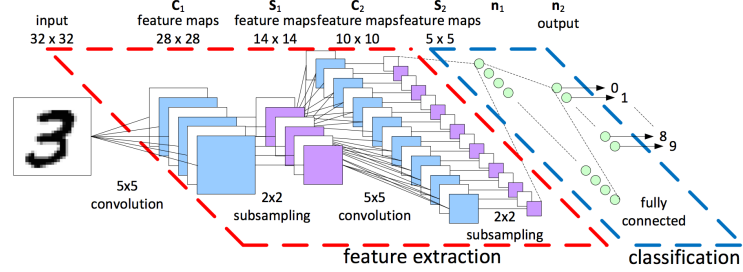 C₁ S₁ C₂ S₂ n₁ n₂
input feature maps feature maps feature maps feature maps output
32 x 32 28 x 28 14 x 14 10 x 10 5 x 5
0
1
8
9
5x5
convolution
2x2
subsampling
5x5
convolution
2x2
subsampling
fully
connected
feature extraction
classification
3